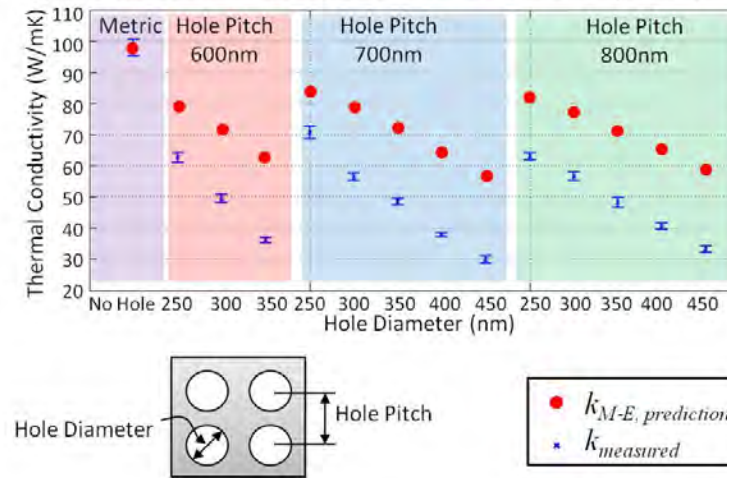 Metric
Hole Pitch
600nm
Hole Pitch
700nm
Hole Pitch
800nm
Thermal Conductivity (W/mK)
110
100
90
80
70
60
50
40
30
20
No Hole 250 300 350 250 300 350 400 450 250 300 350 400 450
Hole Diameter (nm)
Hole Diameter
Hole Pitch
k M-E, prediction
k measured